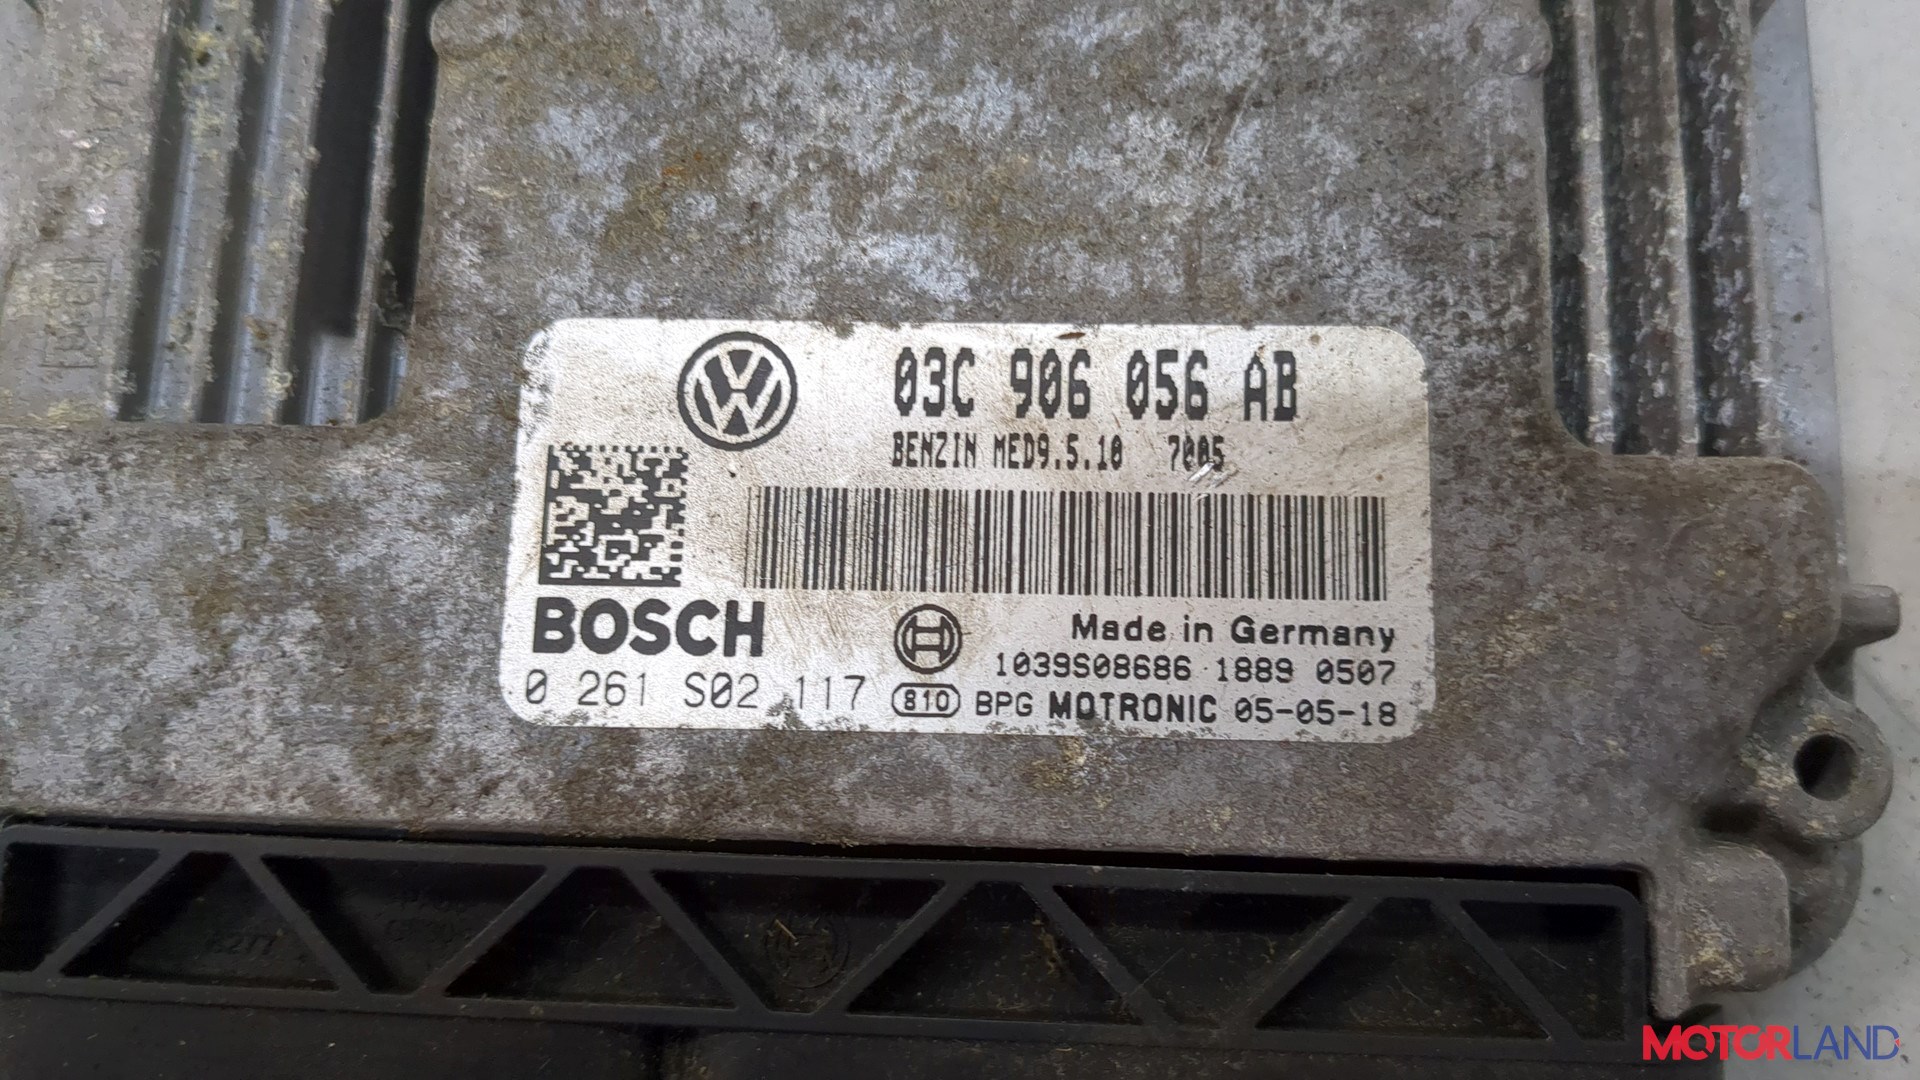 03C 906 056 AB
BENZIN MED9.5.10 7005
BOSCH
Made in Germany
1039S08686 1889 0507
0 261 S02 117
810 BPG MOTRONIC 05-05-18
MOTORLAND